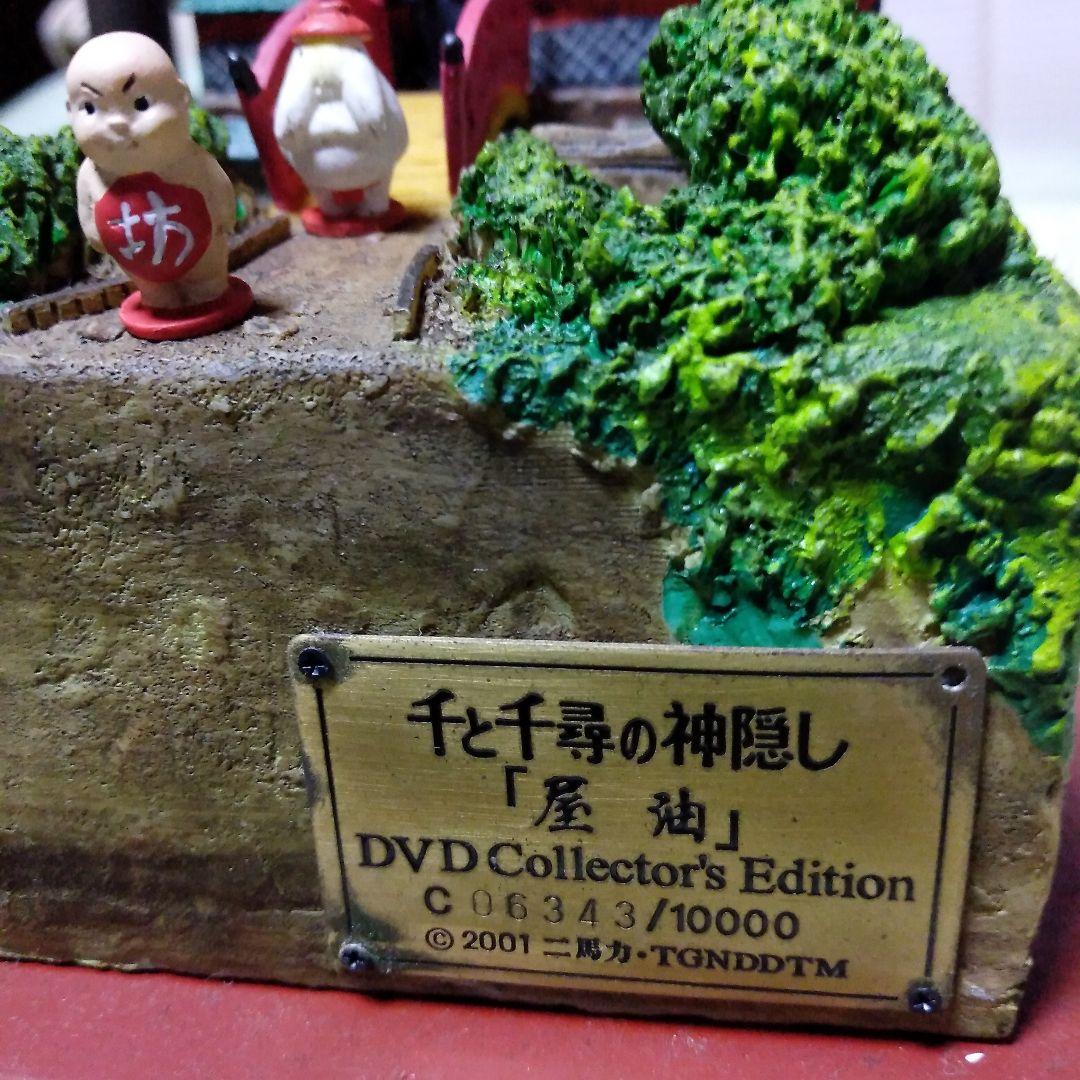 坊
千と千尋の神隠し
「屋 油」
DVD Collector's Edition
C 06343/10000
© 2001 二馬力・TGNDDTM